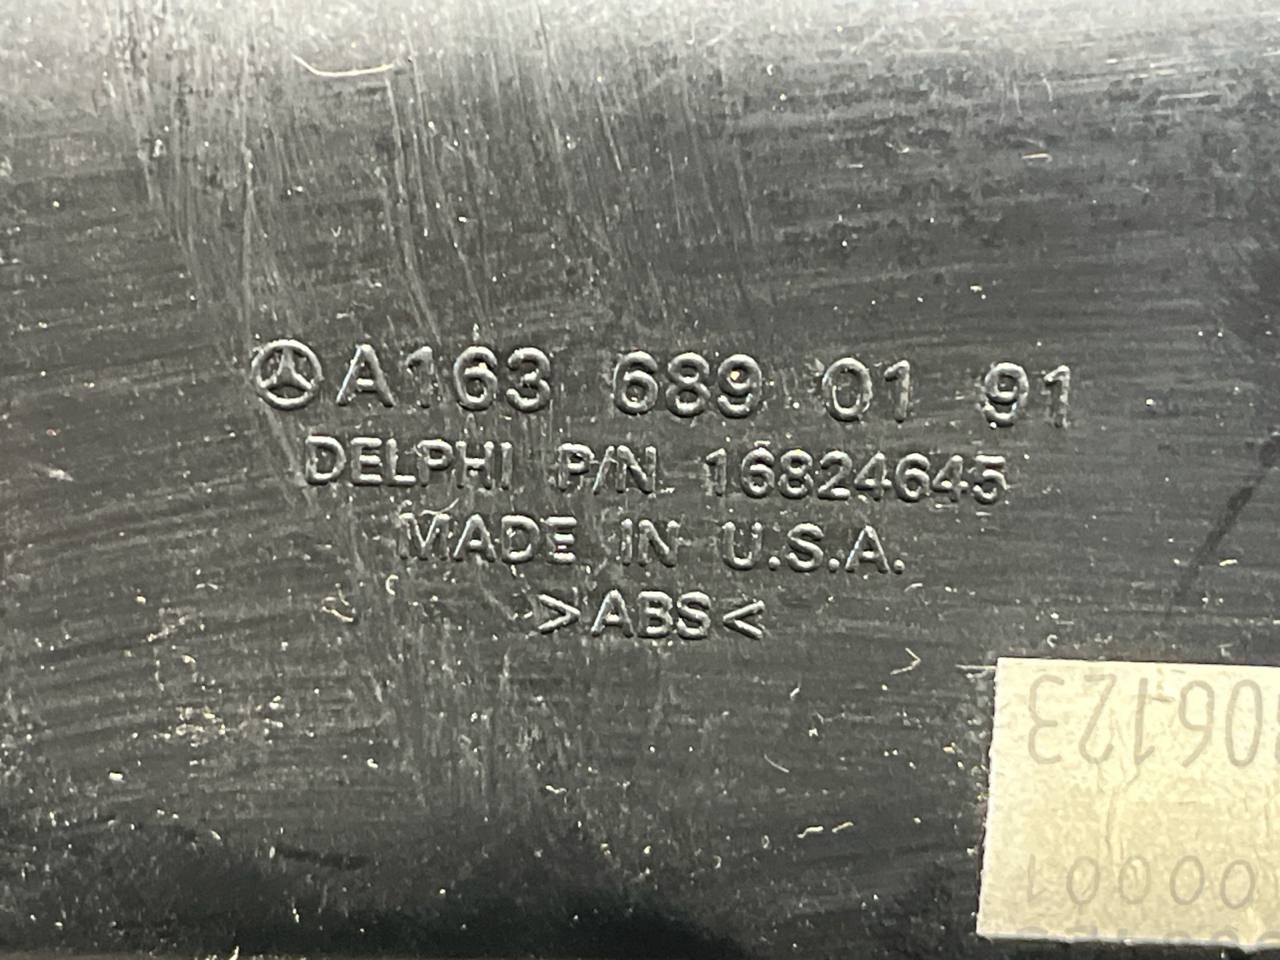 A163 689 01 91
DELPHI P/N 16824645
MADE IN U.S.A.
>ABS<